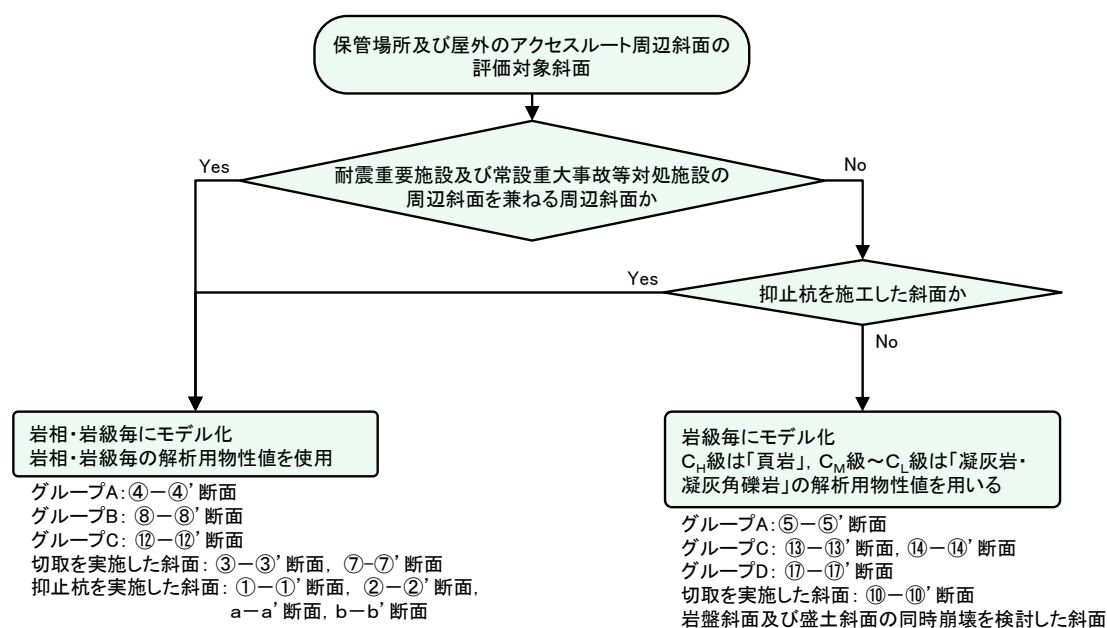 保管場所及び屋外のアクセスルート周辺斜面の
評価対象斜面
耐震重要施設及び常設重大事故等対処施設の
周辺斜面を兼ねる周辺斜面か
Yes
No
抑止杭を施工した斜面か
Yes
No
岩相・岩級毎にモデル化
岩相・岩級毎の解析用物性値を使用
グループA:④－④’断面
グループB: ⑧－⑧’断面
グループC: ⑫－⑫’断面
切取を実施した斜面: ③－③’断面, ⑦-⑦’断面
抑止杭を実施した斜面: ①－①’断面, ②－②’断面,
a－a’断面, b－b’断面
岩級毎にモデル化
CH級は「頁岩」, CM級～CL級は「凝灰岩・
凝灰角礫岩」の解析用物性値を用いる
グループA:⑤－⑤’断面
グループC: ⑬－⑬’断面, ⑭－⑭’断面
グループD: ⑰－⑰’断面
切取を実施した斜面: ⑩－⑩’断面
岩盤斜面及び盛土斜面の同時崩壊を検討した斜面